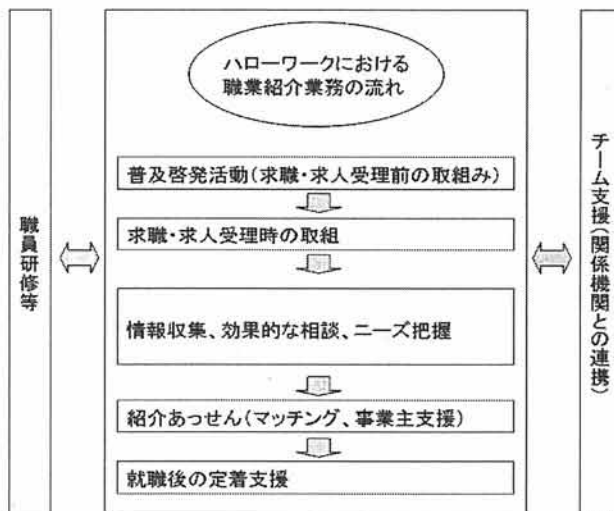 ハローワークにおける
職業紹介業務の流れ
普及啓発活動(求職・求人受理前の取組み)
求職・求人受理時の取組
情報収集、効果的な相談、ニーズ把握
紹介あっせん(マッチング、事業主支援)
就職後の定着支援
職員研修等
チーム支援(関係機関との連携)